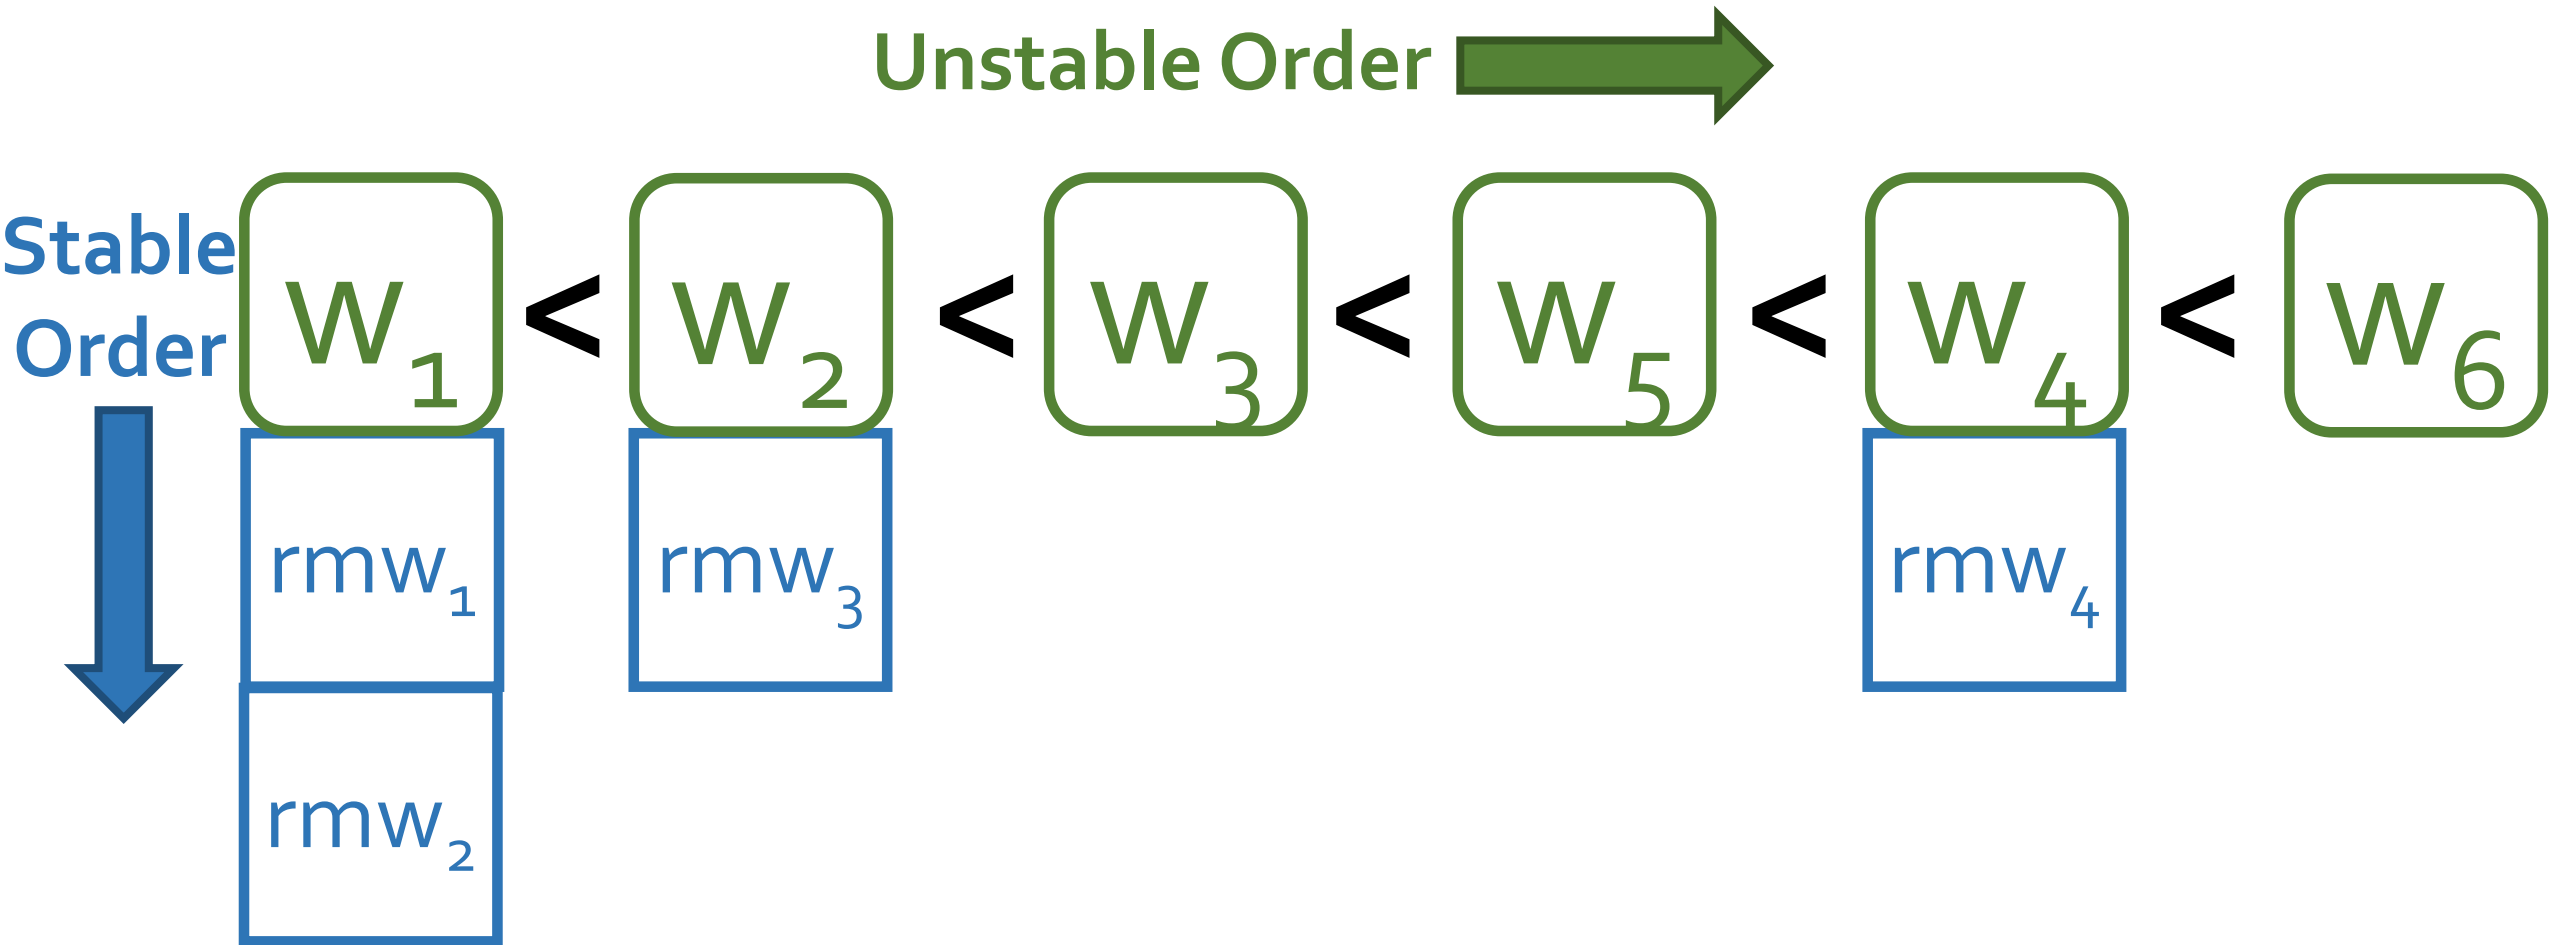 Unstable Order
Stable
Order
w₁ < w₂ < w₃ < w₅ < w₄ < w₆
rmw₁ rmw₃ rmw₄
rmw₂